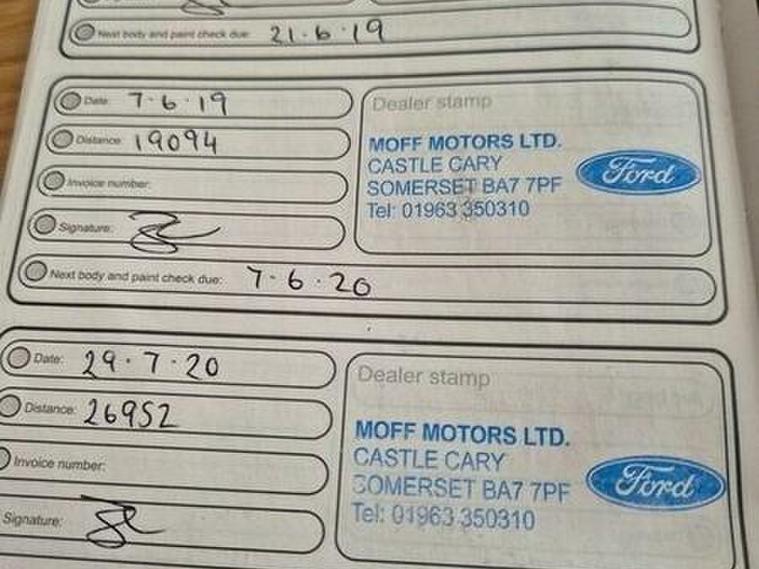 Next body and paint check due: 21.6.19
Date: 7.6.19
Distance: 19094
Invoice number:
Signature:
Next body and paint check due: 7.6.20
Dealer stamp
MOFF MOTORS LTD.
CASTLE CARY
SOMERSET BA7 7PF
Tel: 01963 350310
Ford
Date: 29.7.20
Distance: 26952
Invoice number:
Signature:
Dealer stamp
MOFF MOTORS LTD.
CASTLE CARY
SOMERSET BA7 7PF
Tel: 01963 350310
Ford